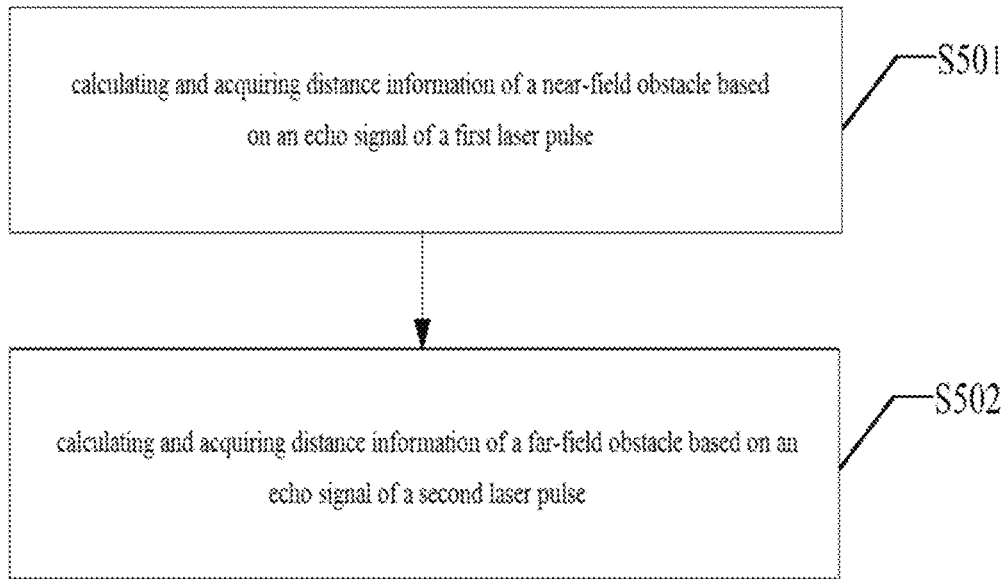 calculating and acquiring distance information of a near-field obstacle based
on an echo signal of a first laser pulse
S501
calculating and acquiring distance information of a far-field obstacle based on an
echo signal of a second laser pulse
S502